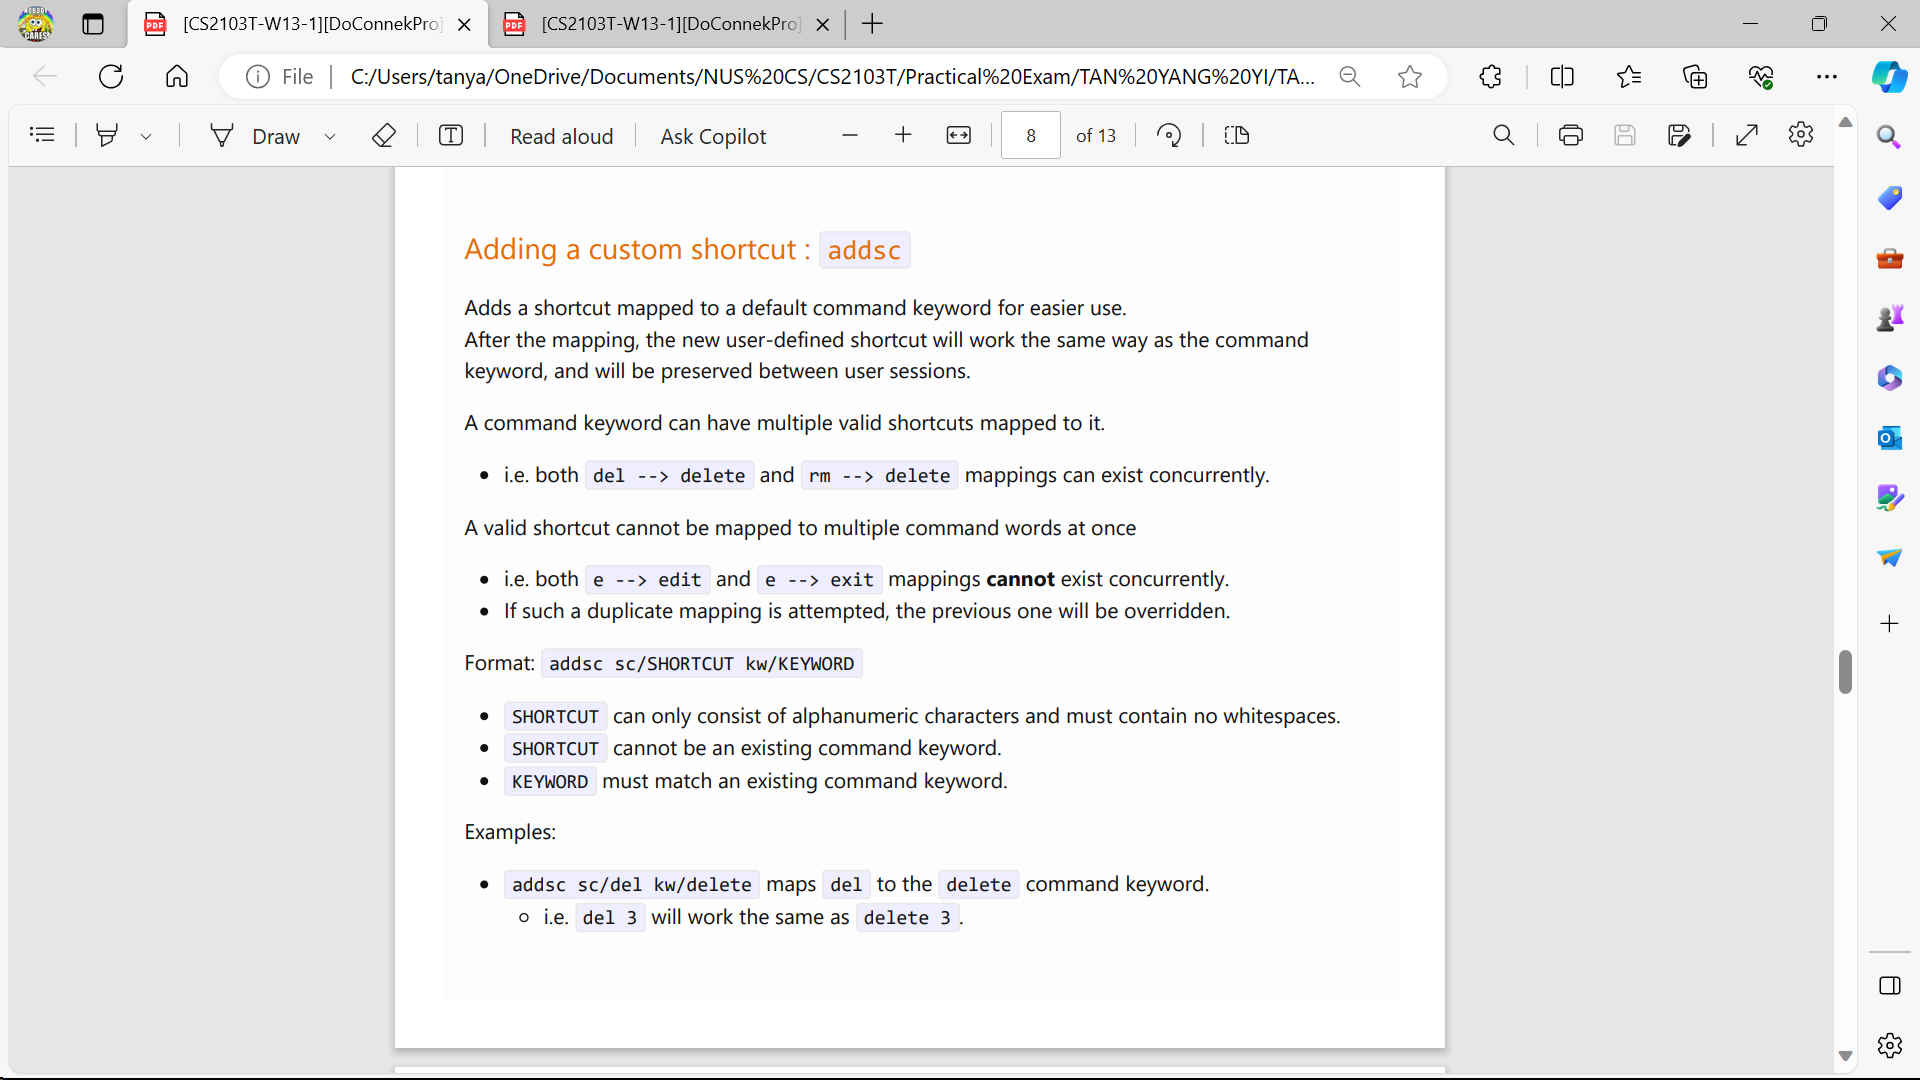 [CS2103T-W13-1][DoConnekPro]
[CS2103T-W13-1][DoConnekPro]
File
C:/Users/tanya/OneDrive/Documents/NUS%20CS/CS2103T/Practical%20Exam/TAN%20YANG%20YI/TA...
Draw
Read aloud
Ask Copilot
8
of 13
Adding a custom shortcut : addsc
Adds a shortcut mapped to a default command keyword for easier use.
After the mapping, the new user-defined shortcut will work the same way as the command
keyword, and will be preserved between user sessions.
A command keyword can have multiple valid shortcuts mapped to it.
• i.e. both del --> delete and rm --> delete mappings can exist concurrently.
A valid shortcut cannot be mapped to multiple command words at once
• i.e. both e --> edit and e --> exit mappings cannot exist concurrently.
• If such a duplicate mapping is attempted, the previous one will be overridden.
Format: addsc sc/SHORTCUT kw/KEYWORD
• SHORTCUT can only consist of alphanumeric characters and must contain no whitespaces.
• SHORTCUT cannot be an existing command keyword.
• KEYWORD must match an existing command keyword.
Examples:
• addsc sc/del kw/delete maps del to the delete command keyword.
○ i.e. del 3 will work the same as delete 3.